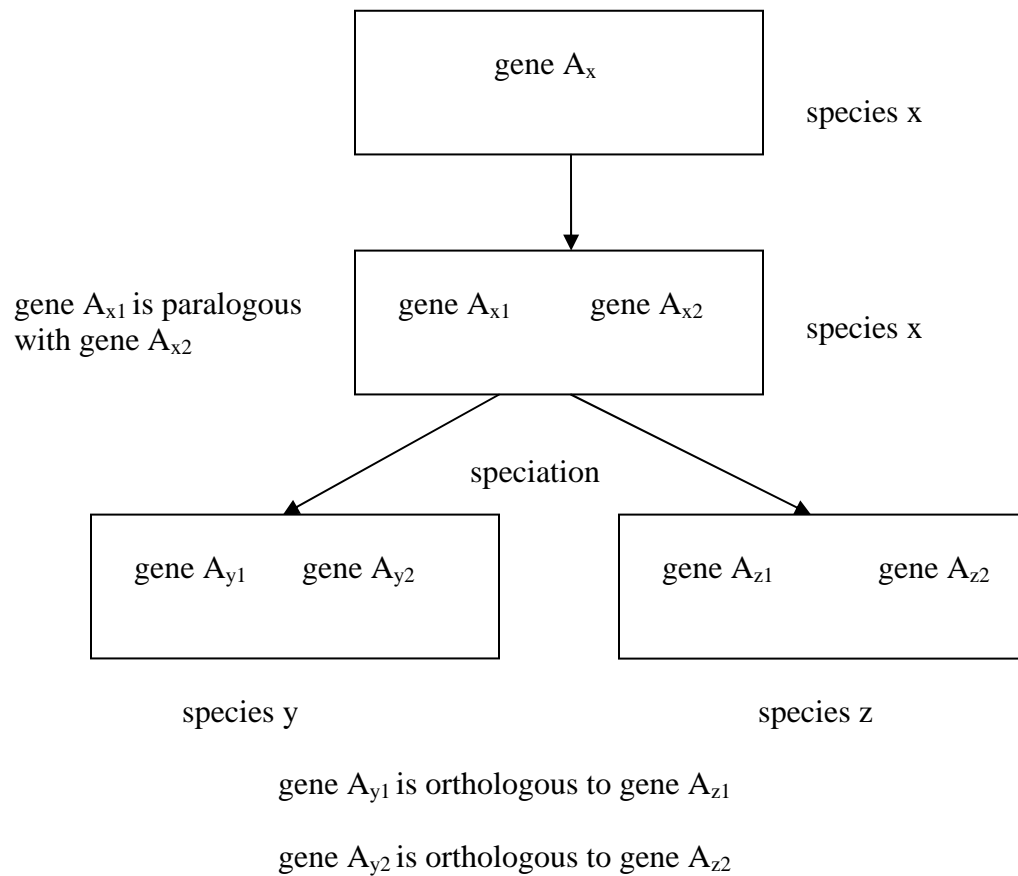 gene Ax
species x
gene Ax1 is paralogous
with gene Ax2
gene Ax1 gene Ax2
species x
speciation
gene Ay1 gene Ay2
gene Az1 gene Az2
species y
species z
gene Ay1 is orthologous to gene Az1
gene Ay2 is orthologous to gene Az2